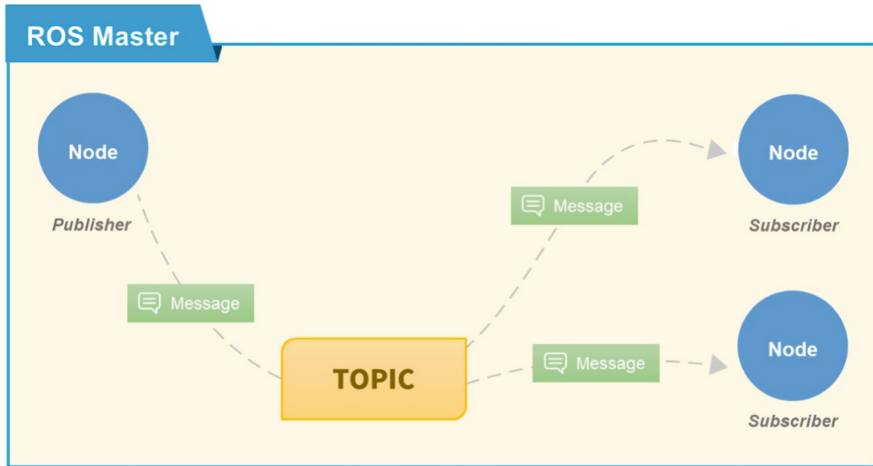 ROS Master
Node
Publisher
Message
TOPIC
Message
Node
Subscriber
Message
Node
Subscriber